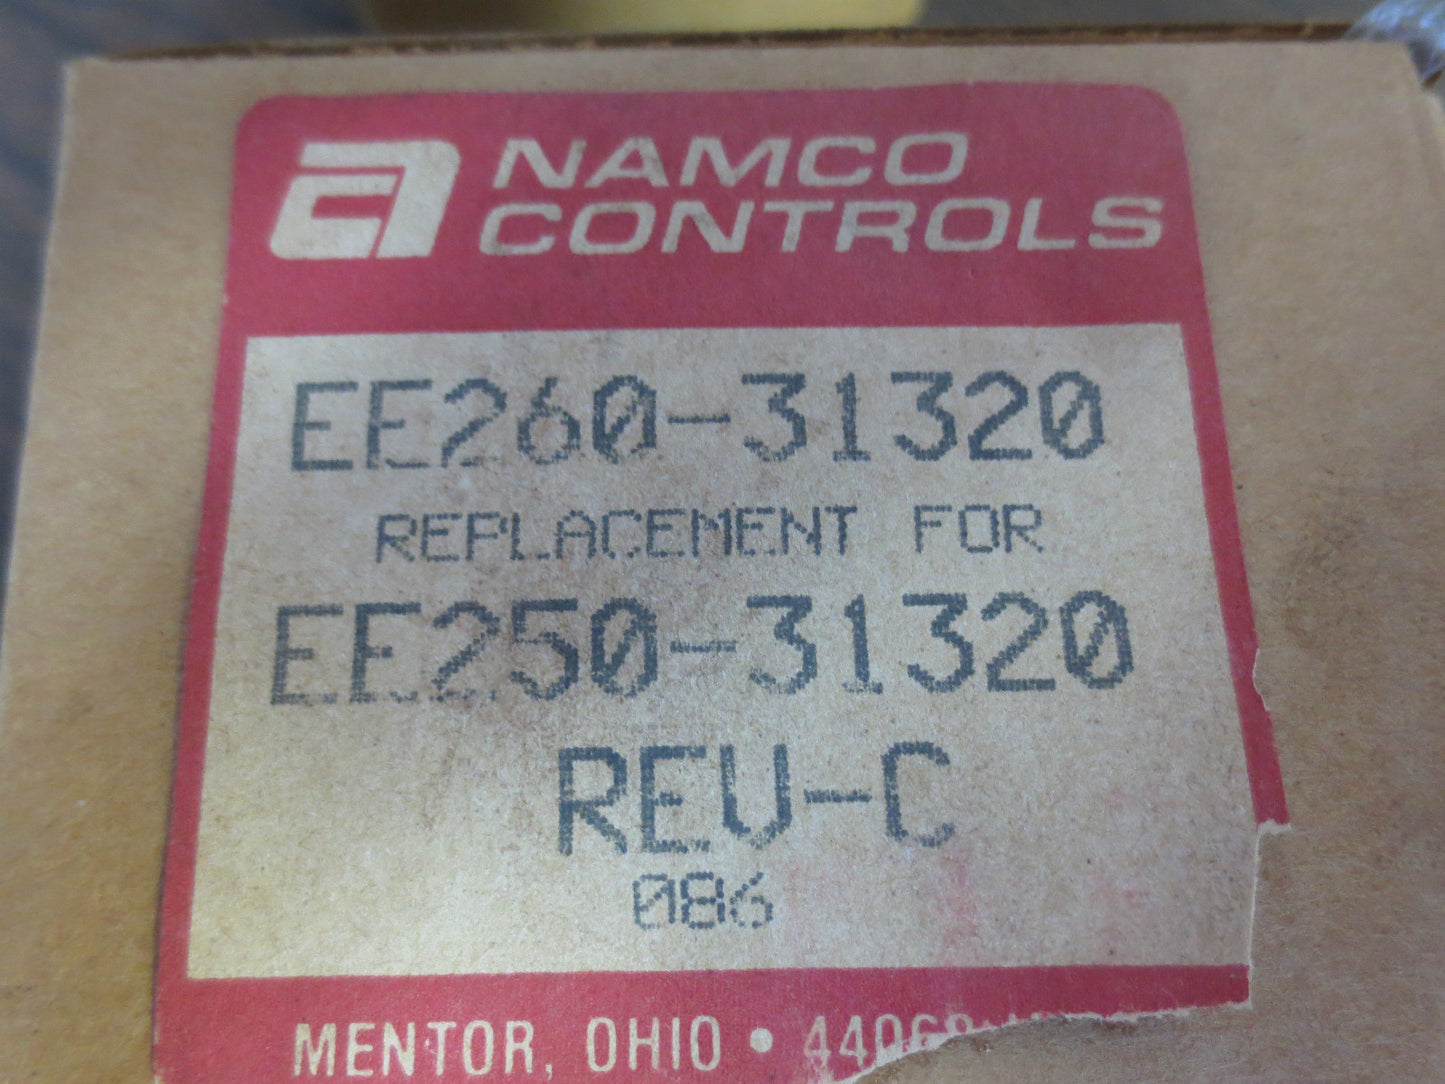 NAMCO
CONTROLS
EE260-31320
REPLACEMENT FOR
EE250-31320
REV-C
086
MENTOR, OHIO •